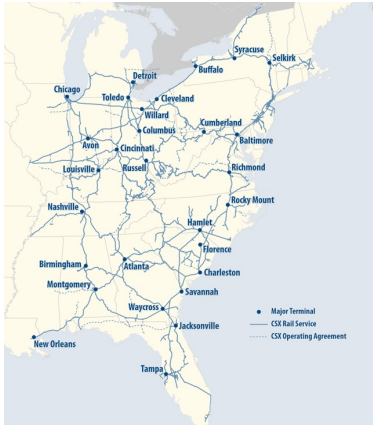 Syracuse
Selkirk
Buffalo
Detroit
Chicago
Toledo
Cleveland
Willard
Columbus
Cumberland
Baltimore
Avon
Cincinnati
Louisville
Russell
Richmond
Nashville
Rocky Mount
Hamlet
Florence
Birmingham
Atlanta
Charleston
Montgomery
Savannah
Waycross
Jacksonville
New Orleans
Tampa
Major Terminal
CSX Rail Service
CSX Operating Agreement